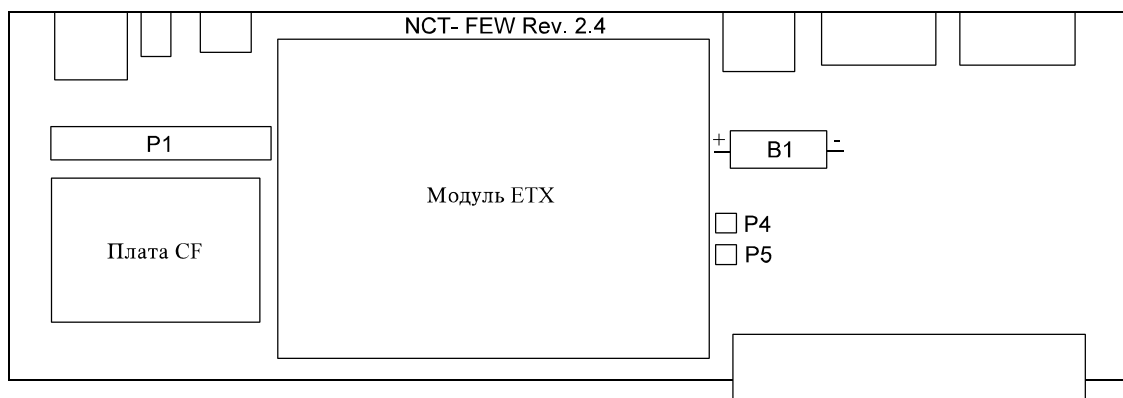 NCT- FEW Rev. 2.4
P1
+ B1 -
Модуль ETX
P4
Плата CF
P5